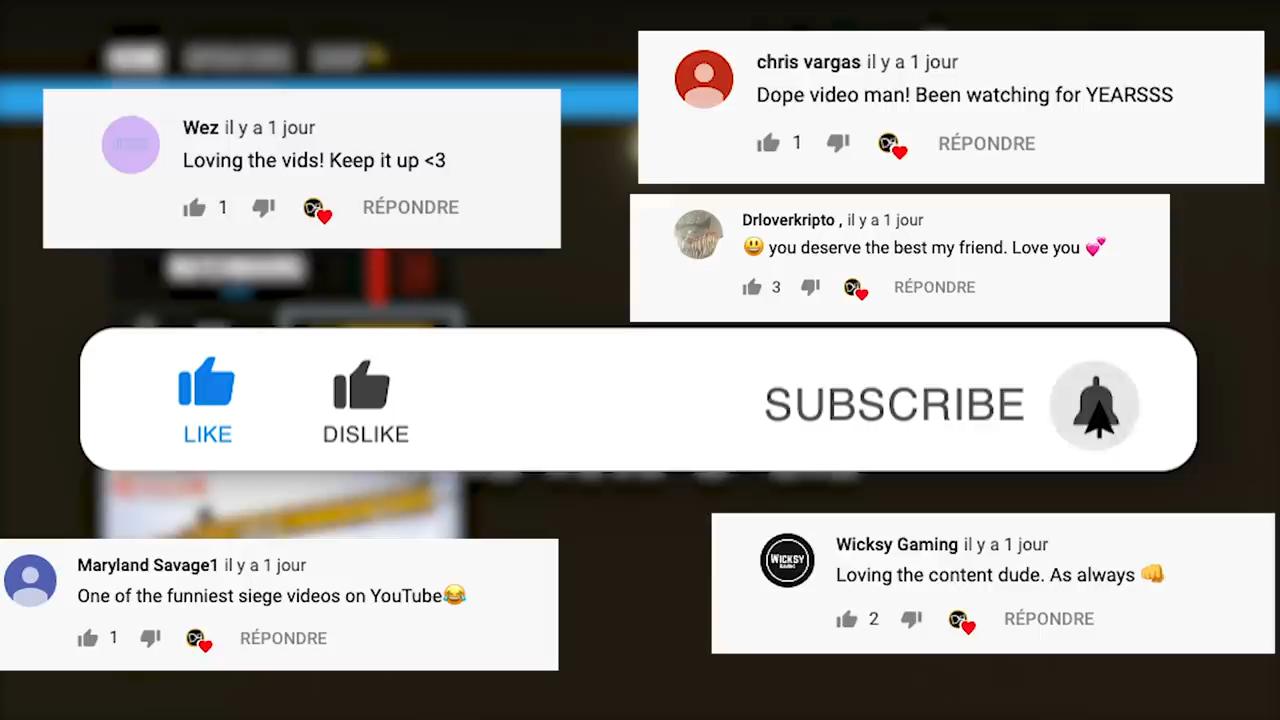 chris vargas il y a 1 jour
Dope video man! Been watching for YEARSSS
1 RÉPONDRE
Wez il y a 1 jour
Loving the vids! Keep it up <3
1 RÉPONDRE
Drloverkripto , il y a 1 jour
😃 you deserve the best my friend. Love you 💕
3 RÉPONDRE
LIKE
DISLIKE
SUBSCRIBE
Maryland Savage1 il y a 1 jour
One of the funniest siege videos on YouTube😂
1 RÉPONDRE
WICKSY
Wicksy Gaming il y a 1 jour
Loving the content dude. As always 👊
2 RÉPONDRE